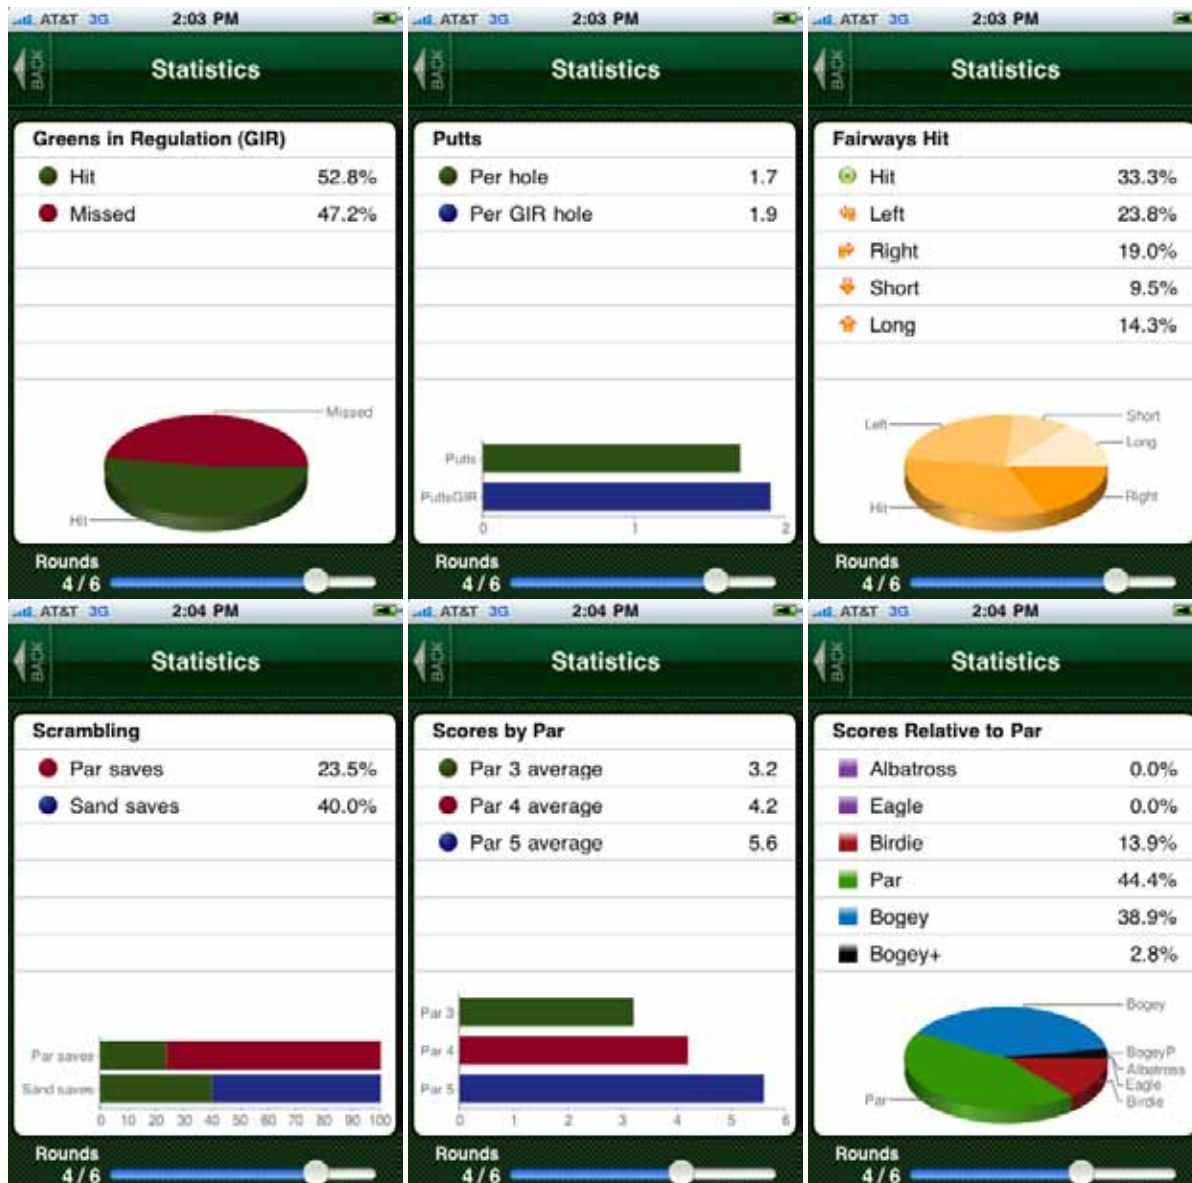 AT&T 3G 2:03 PM
BACK
Statistics
Greens in Regulation (GIR)
Hit 52.8%
Missed 47.2%
Missed
Hit
Rounds
4 / 6
AT&T 3G 2:03 PM
BACK
Statistics
Putts
Per hole 1.7
Per GIR hole 1.9
Putts
PuttsGIR
0 1 2
Rounds
4 / 6
AT&T 3G 2:03 PM
BACK
Statistics
Fairways Hit
Hit 33.3%
Left 23.8%
Right 19.0%
Short 9.5%
Long 14.3%
Left
Short
Long
Hit
Right
Rounds
4 / 6
AT&T 3G 2:04 PM
BACK
Statistics
Scrambling
Par saves 23.5%
Sand saves 40.0%
Par saves
Sand saves
0 10 20 30 40 50 60 70 80 90 100
Rounds
4 / 6
AT&T 3G 2:04 PM
BACK
Statistics
Scores by Par
Par 3 average 3.2
Par 4 average 4.2
Par 5 average 5.6
Par 3
Par 4
Par 5
0 1 2 3 4 5 6
Rounds
4 / 6
AT&T 3G 2:04 PM
BACK
Statistics
Scores Relative to Par
Albatross 0.0%
Eagle 0.0%
Birdie 13.9%
Par 44.4%
Bogey 38.9%
Bogey+ 2.8%
Bogey
BogeyP
Albatross
Eagle
Birdie
Par
Rounds
4 / 6